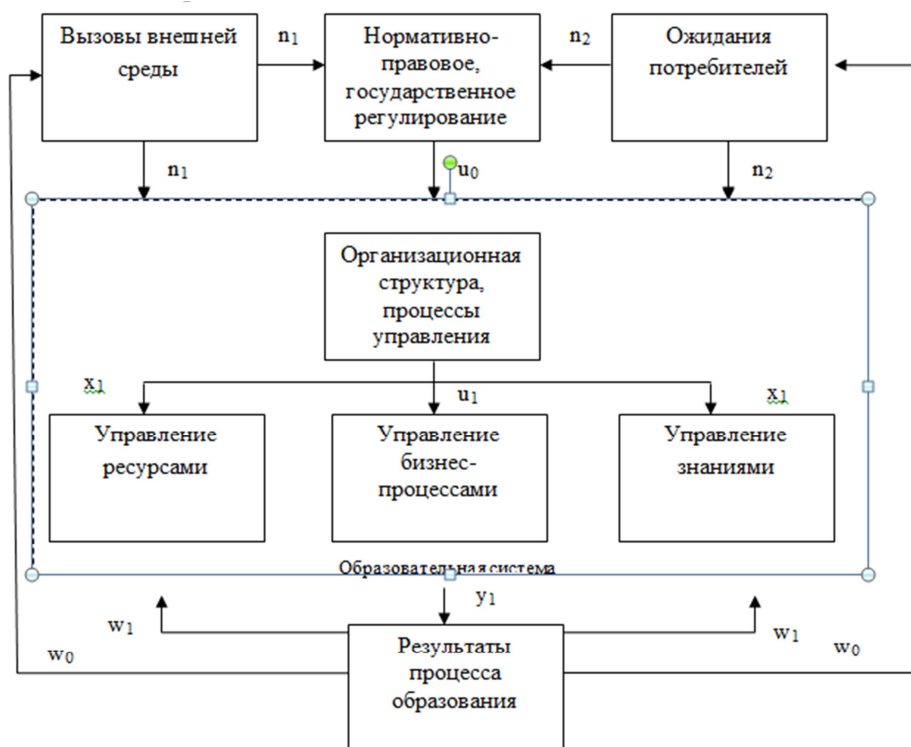 Вызовы внешней
среды
n1
Нормативно-
правовое,
государственное
регулирование
n2
Ожидания
потребителей
n1
u0
n2
Организационная
структура,
процессы
управления
x1
u1
x1
Управление
ресурсами
Управление
бизнес-
процессами
Управление
знаниями
Образовательная система
y1
w1
w1
w0
w0
Результаты
процесса
образования